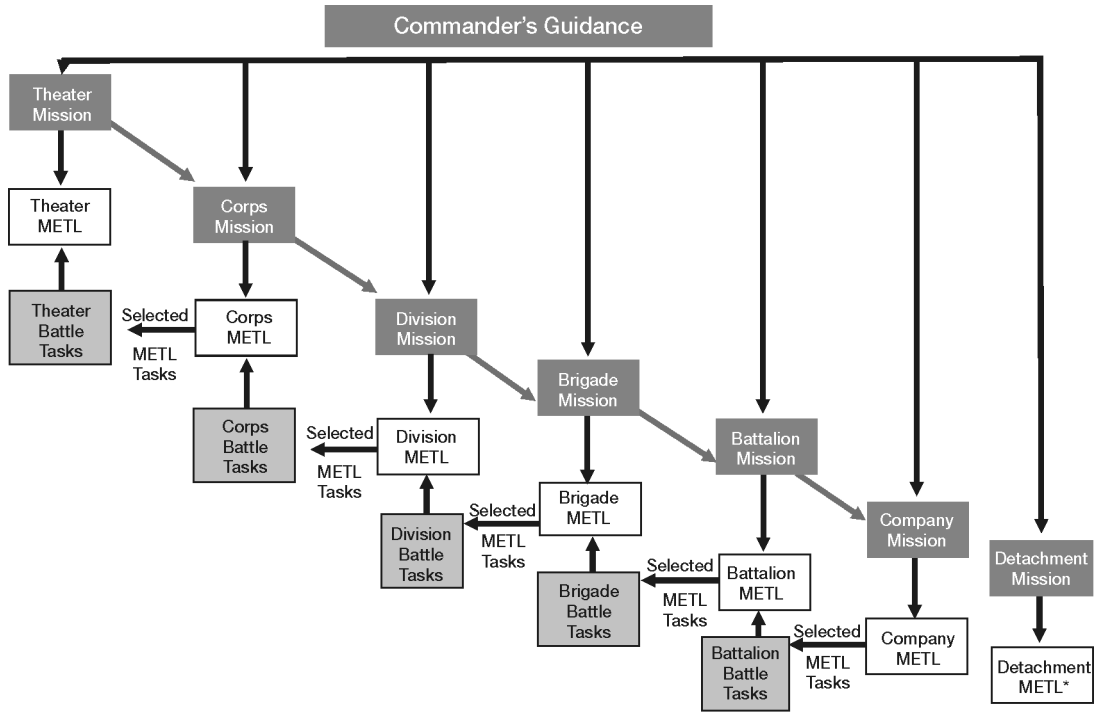 Commander's Guidance
Theater
Mission
Theater
METL
Corps
Mission
Theater
Battle
Tasks
Selected
METL
Tasks
Corps
METL
Division
Mission
Corps
Battle
Tasks
Selected
METL
Tasks
Division
METL
Brigade
Mission
Division
Battle
Tasks
Selected
METL
Tasks
Brigade
METL
Battalion
Mission
Brigade
Battle
Tasks
Selected
METL
Tasks
Battalion
METL
Company
Mission
Battalion
Battle
Tasks
Selected
METL
Tasks
Company
METL
Detachment
Mission
Detachment
METL*